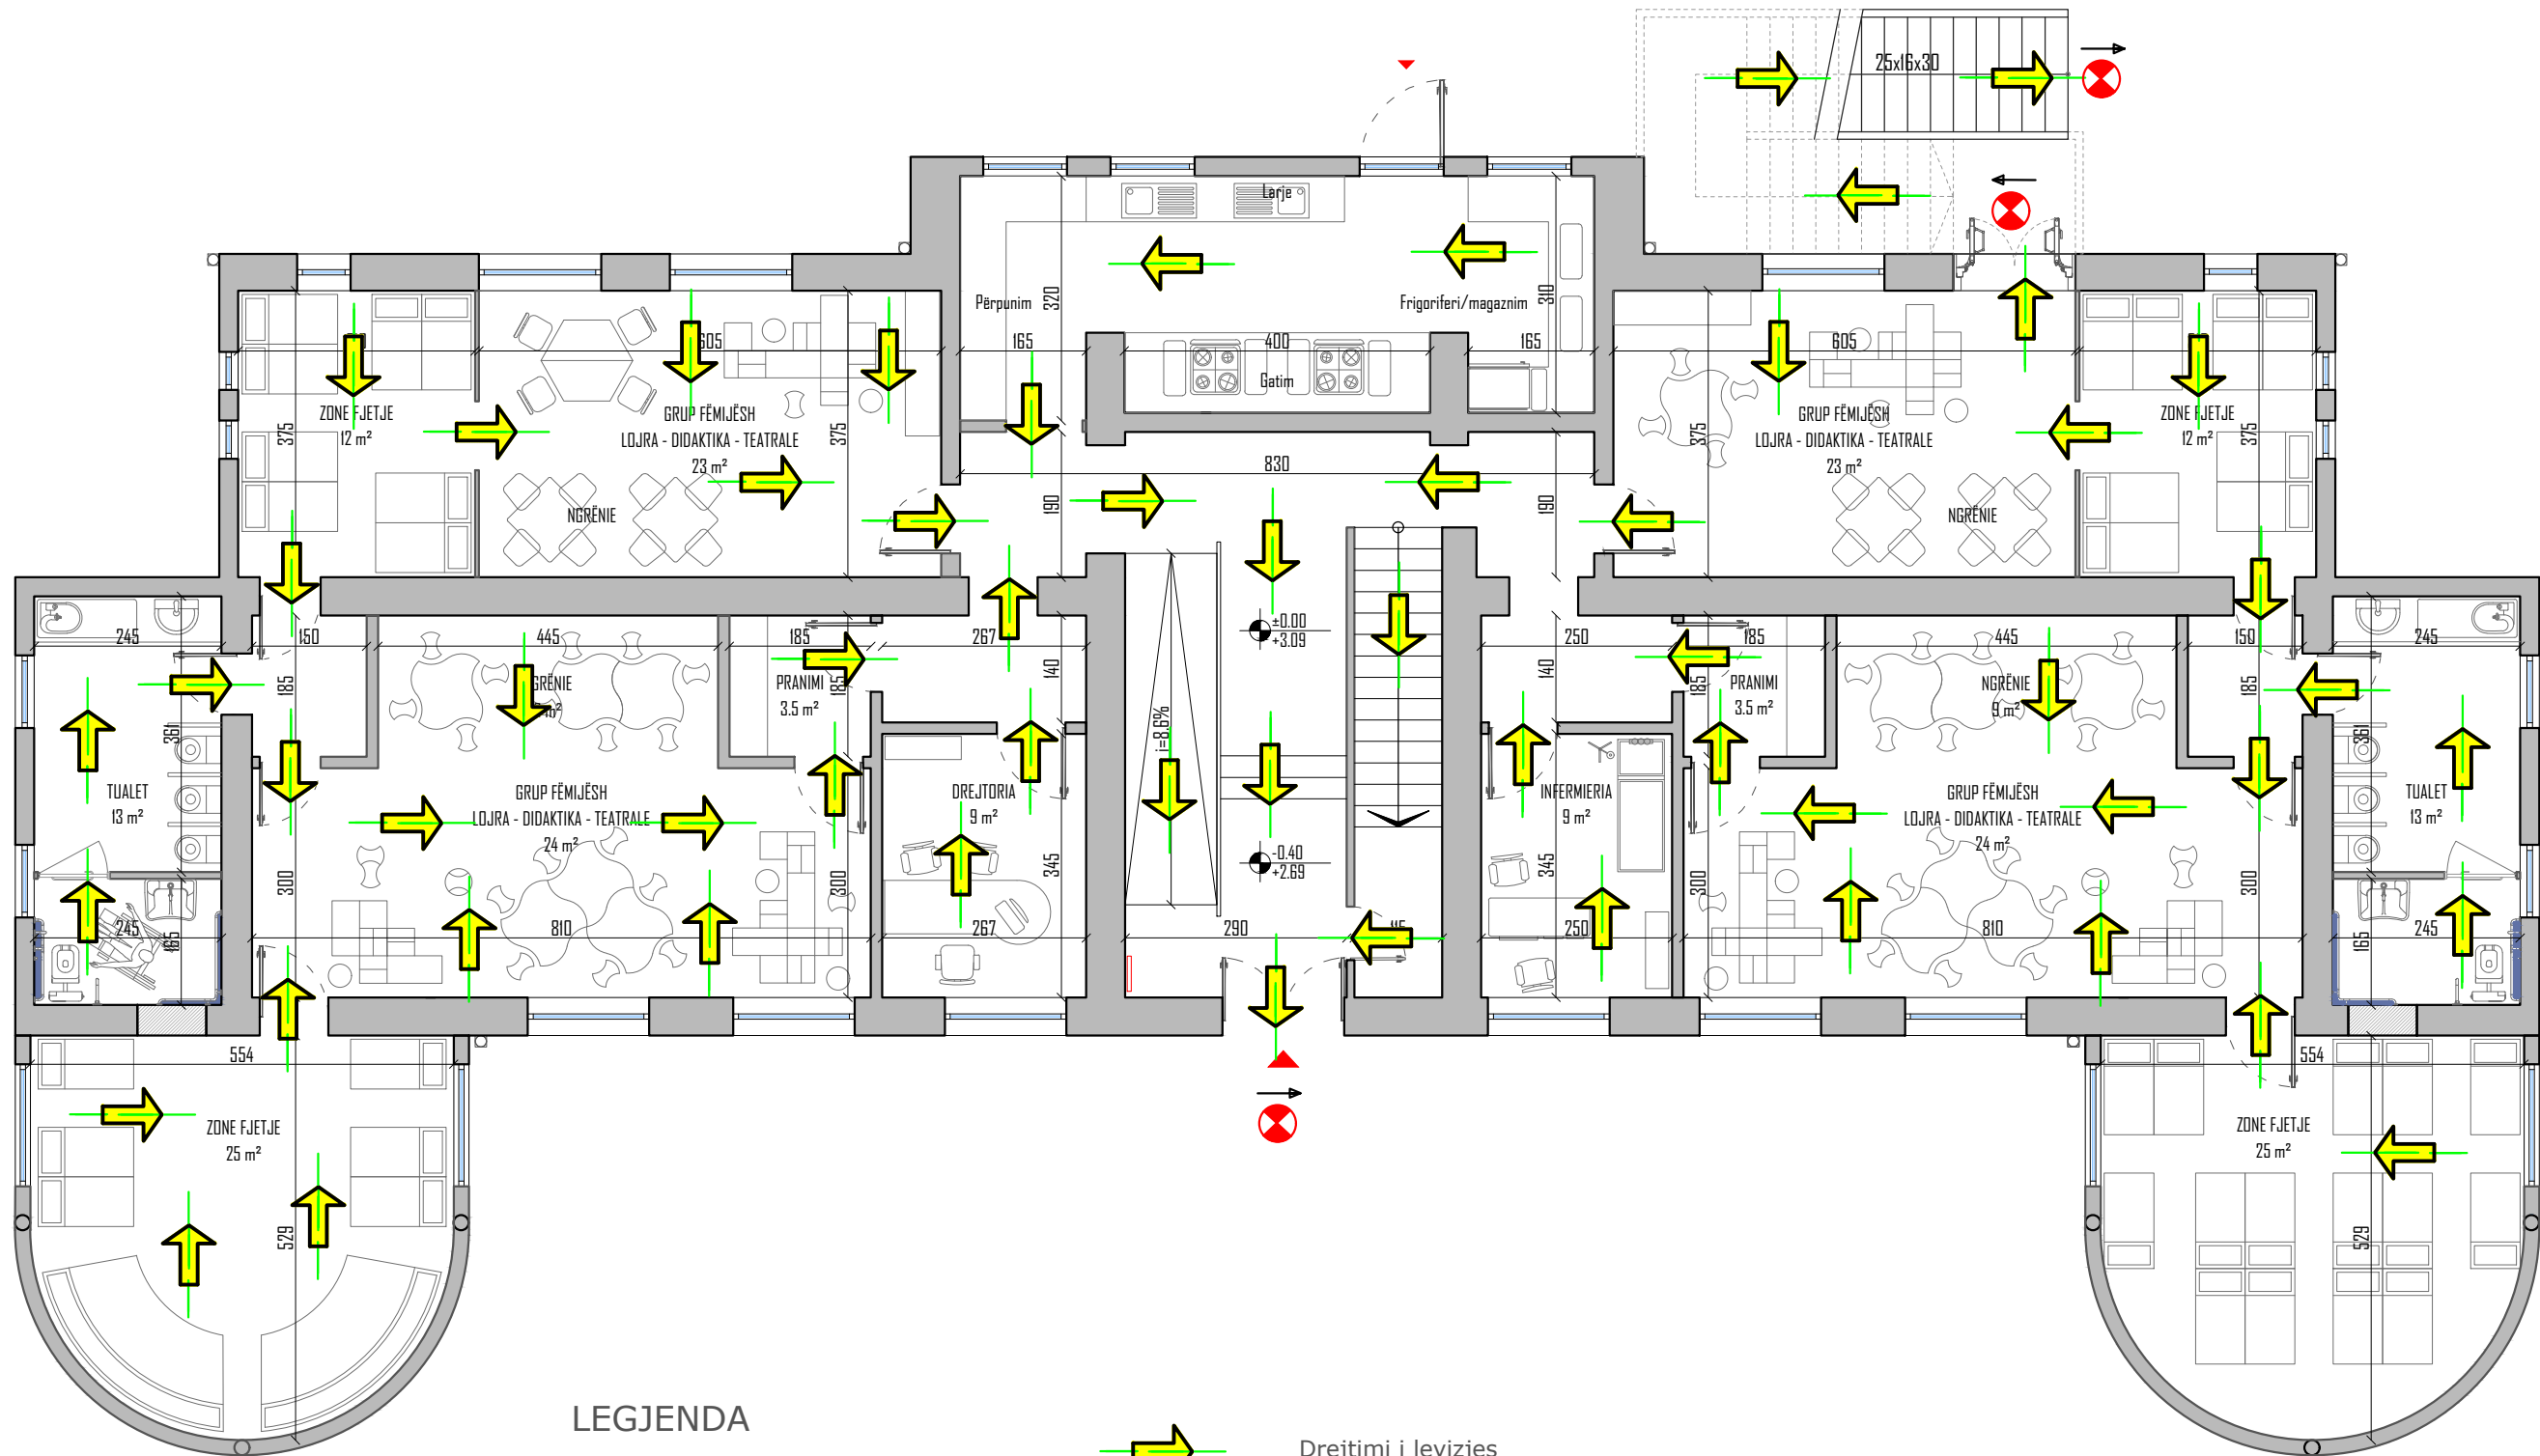 25x16x30
Larje
Përpunim
320
Frigoriferi/magaznim
310
605
165
400
165
605
Gatim
ZONE FJETJE
12 m²
375
GRUP FËMIJËSH
LOJRA - DIDAKTIKA - TEATRALE
23 m²
375
NGRËNIE
830
190
190
375
GRUP FËMIJËSH
LOJRA - DIDAKTIKA - TEATRALE
23 m²
NGRËNIE
ZONE FJETJE
12 m²
375
245
150
445
185
267
±0.00
+3.09
250
185
445
150
245
361
185
185
140
140
185
185
361
PRANIMI
3.5 m²
PRANIMI
3.5 m²
NGRËNIE
9 m²
i=8.6%
TUALET
13 m²
GRUP FËMIJËSH
LOJRA - DIDAKTIKA - TEATRALE
24 m²
DREJTORIA
9 m²
INFERMIERIA
9 m²
GRUP FËMIJËSH
LOJRA - DIDAKTIKA - TEATRALE
24 m²
TUALET
13 m²
-0.40
+2.69
300
300
345
345
300
300
245
165
810
267
290
250
810
165
245
554
554
ZONE FJETJE
25 m²
529
ZONE FJETJE
25 m²
529
LEGJENDA
Drejtimi i levizjes